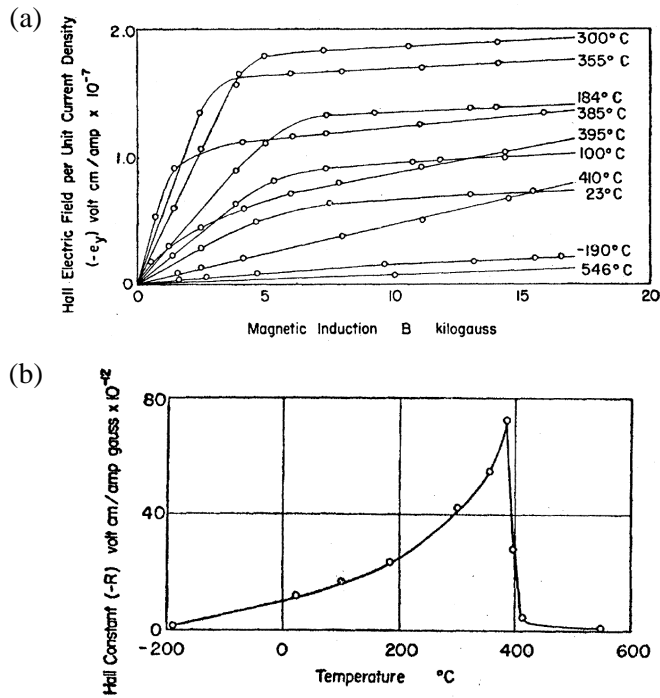 (a)
Hall Electric Field per Unit Current Density
(-ey) volt cm/amp x 10-7
2.0
1.0
0
300° C
355° C
184° C
385° C
395° C
100° C
410° C
23° C
-190° C
546° C
0 5 10 15 20
Magnetic Induction B kilogauss
(b)
Hall Constant (-R) volt cm/amp gauss x 10-12
80
40
0
-200 0 200 400 600
Temperature °C